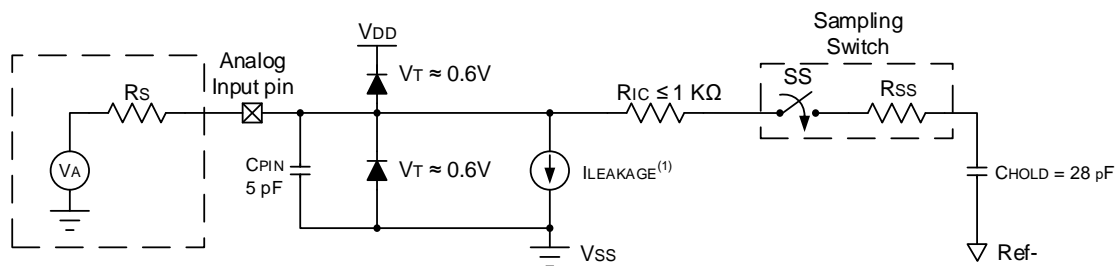 Sampling
Switch
VDD
Analog
Input pin
VT ≈ 0.6V
RS
RIC ≤ 1 KΩ
SS
RSS
VA
CPIN
5 pF
VT ≈ 0.6V
ILEAKAGE(1)
CHOLD = 28 pF
VSS
Ref-